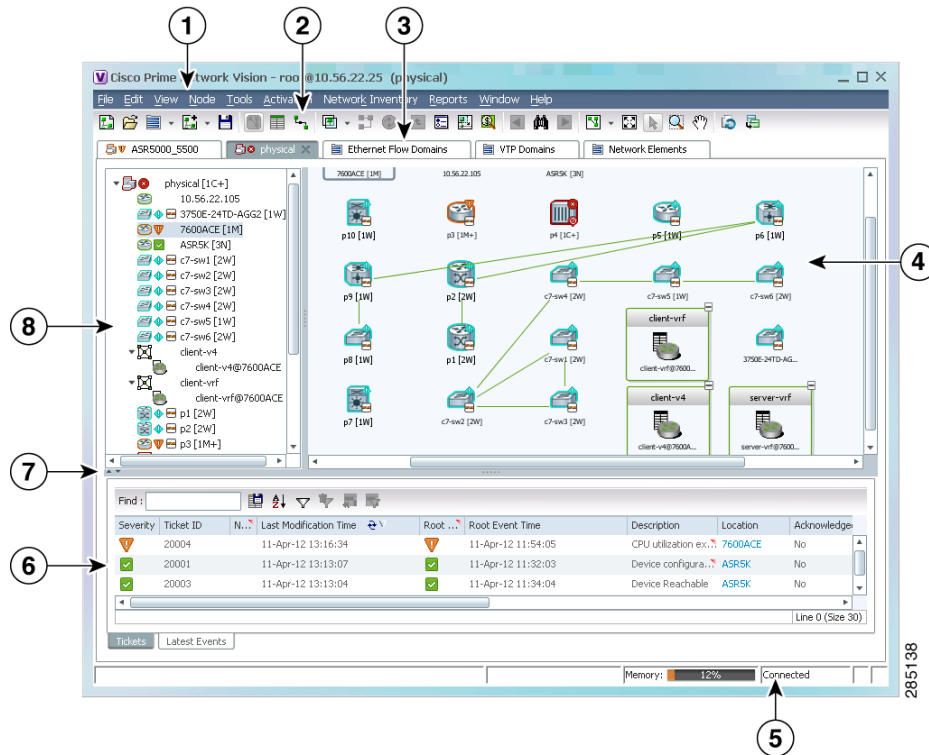 1 2 3
Cisco Prime Network Vision - root@10.56.22.25 (physical)
File Edit View Node Tools Network Inventory Reports Window Help
ASR5000_5500 physical Ethernet Flow Domains VTP Domains Network Elements
physical [1C+]
10.56.22.105
3750E-24TD-AGG2 [1W]
7600ACE [1M]
ASR5K [3N]
c7-sw1 [2W]
c7-sw2 [2W]
c7-sw3 [2W]
c7-sw4 [2W]
c7-sw5 [1W]
c7-sw6 [2W]
client-v4
client-v4@7600ACE
client-vrf
client-vrf@7600ACE
p1 [2W]
p2 [2W]
p3 [1M+]
7600ACE [1M] 10.56.22.105 ASR5K [3N]
p10 [1W] p3 [1M+] p4 [1C+] p5 [1W] p6 [1W]
p9 [1W] p2 [2W] c7-sw4 [2W] c7-sw5 [1W] c7-sw6 [2W]
client-vrf
p8 [1W] p1 [2W] c7-sw1 [2W] client-vrf@7600... 3750E-24TD-AG...
client-v4 server-vrf
p7 [1W] c7-sw2 [2W] c7-sw3 [2W] client-v4@7600A... server-vrf@7600...
4
8
7
Find :
Severity Ticket ID N... Last Modification Time Root ... Root Event Time Description Location Acknowledge
20004 11-Apr-12 13:16:34 11-Apr-12 11:54:05 CPU utilization ex... 7600ACE No
20001 11-Apr-12 13:13:07 11-Apr-12 11:32:03 Device configura... ASR5K No
20003 11-Apr-12 13:13:04 11-Apr-12 11:34:04 Device Reachable ASR5K No
6
Line 0 (Size 30)
Tickets Latest Events
Memory: 12% Connected
285138
5